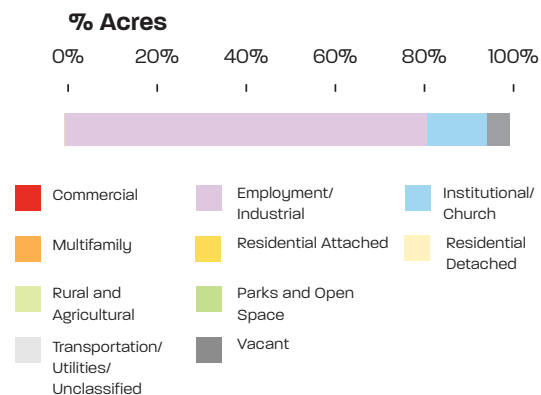 % Acres
0% 20% 40% 60% 80% 100%
Commercial
Employment/
Industrial
Institutional/
Church
Multifamily
Residential Attached
Residential
Detached
Rural and
Agricultural
Parks and Open
Space
Transportation/
Utilities/
Unclassified
Vacant